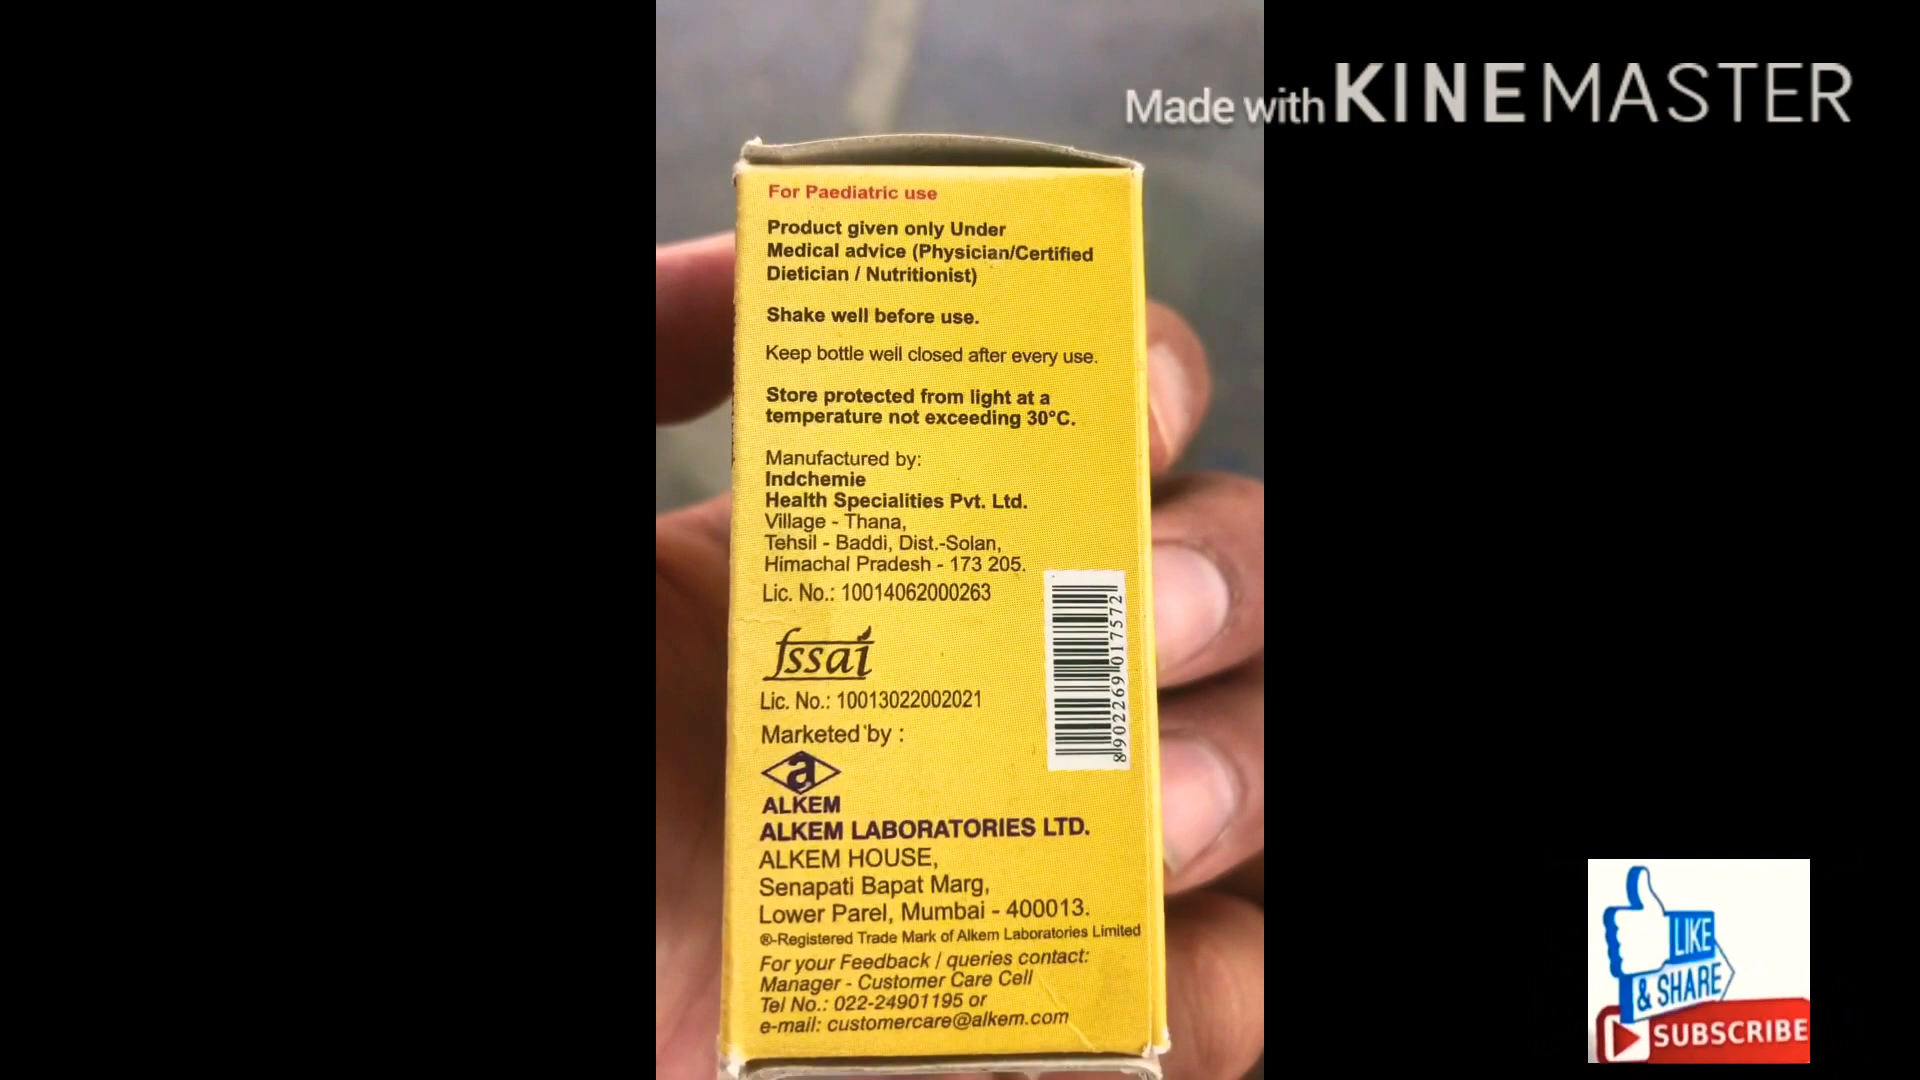 Made with KINEMASTER
For Paediatric use
Product given only Under
Medical advice (Physician/Certified
Dietician / Nutritionist)
Shake well before use.
Keep bottle well closed after every use.
Store protected from light at a
temperature not exceeding 30°C.
Manufactured by:
Indchemie
Health Specialities Pvt. Ltd.
Village - Thana,
Tehsil - Baddi, Dist.-Solan,
Himachal Pradesh - 173 205.
Lic. No.: 10014062000263
8902269017572
fssai
Lic. No.: 10013022002021
Marketed by :
a
ALKEM
ALKEM LABORATORIES LTD.
ALKEM HOUSE,
Senapati Bapat Marg,
Lower Parel, Mumbai - 400013.
®-Registered Trade Mark of Alkem Laboratories Limited
For your Feedback / queries contact:
Manager - Customer Care Cell
Tel No.: 022-24901195 or
e-mail: customercare@alkem.com
LIKE
& SHARE
SUBSCRIBE